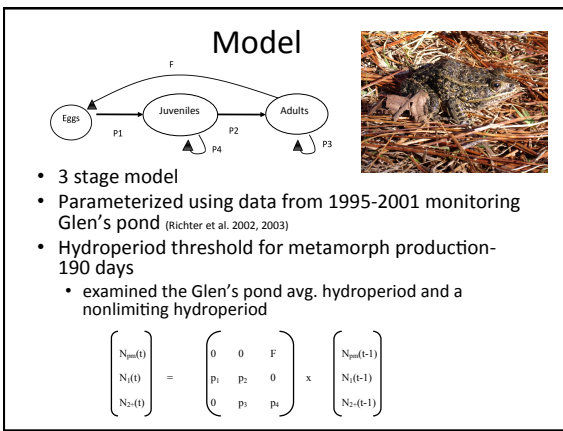 Model
F
Eggs
Juveniles
Adults
P1
P2
P4
P3
• 3 stage model
• Parameterized using data from 1995-2001 monitoring
Glen's pond (Richter et al. 2002, 2003)
• Hydroperiod threshold for metamorph production-
190 days
• examined the Glen's pond avg. hydroperiod and a
nonlimiting hydroperiod
Npm(t) 0 0 F Npm(t-1)
N1(t) = p1 p2 0 x N1(t-1)
N2+(t) 0 p3 p4 N2+(t-1)